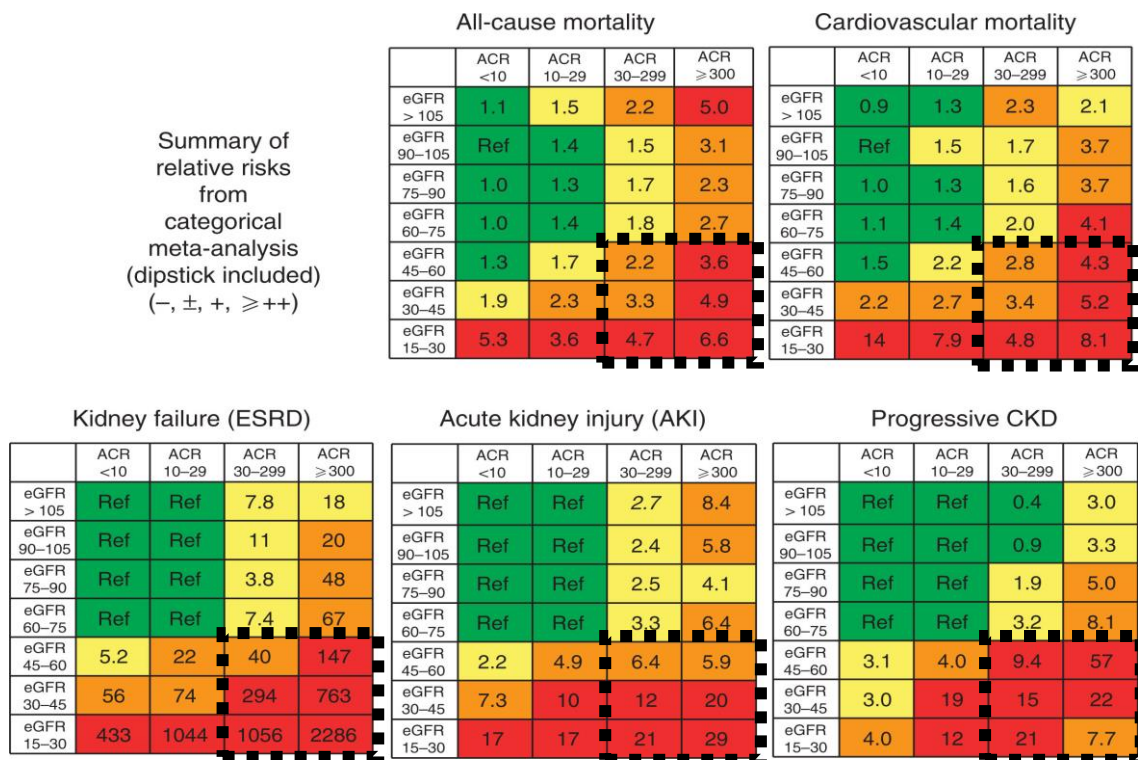 All-cause mortality
Cardiovascular mortality
Summary of
relative risks
from
categorical
meta-analysis
(dipstick included)
(−, ±, +, ⩾++)
ACR <10 ACR 10–29 ACR 30–299 ACR ⩾300
eGFR > 105 1.1 1.5 2.2 5.0
eGFR 90–105 Ref 1.4 1.5 3.1
eGFR 75–90 1.0 1.3 1.7 2.3
eGFR 60–75 1.0 1.4 1.8 2.7
eGFR 45–60 1.3 1.7 2.2 3.6
eGFR 30–45 1.9 2.3 3.3 4.9
eGFR 15–30 5.3 3.6 4.7 6.6
ACR <10 ACR 10–29 ACR 30–299 ACR ⩾300
eGFR > 105 0.9 1.3 2.3 2.1
eGFR 90–105 Ref 1.5 1.7 3.7
eGFR 75–90 1.0 1.3 1.6 3.7
eGFR 60–75 1.1 1.4 2.0 4.1
eGFR 45–60 1.5 2.2 2.8 4.3
eGFR 30–45 2.2 2.7 3.4 5.2
eGFR 15–30 14 7.9 4.8 8.1
Kidney failure (ESRD)
ACR <10 ACR 10–29 ACR 30–299 ACR ⩾300
eGFR > 105 Ref Ref 7.8 18
eGFR 90–105 Ref Ref 11 20
eGFR 75–90 Ref Ref 3.8 48
eGFR 60–75 Ref Ref 7.4 67
eGFR 45–60 5.2 22 40 147
eGFR 30–45 56 74 294 763
eGFR 15–30 433 1044 1056 2286
Acute kidney injury (AKI)
ACR <10 ACR 10–29 ACR 30–299 ACR ⩾300
eGFR > 105 Ref Ref 2.7 8.4
eGFR 90–105 Ref Ref 2.4 5.8
eGFR 75–90 Ref Ref 2.5 4.1
eGFR 60–75 Ref Ref 3.3 6.4
eGFR 45–60 2.2 4.9 6.4 5.9
eGFR 30–45 7.3 10 12 20
eGFR 15–30 17 17 21 29
Progressive CKD
ACR <10 ACR 10–29 ACR 30–299 ACR ⩾300
eGFR > 105 Ref Ref 0.4 3.0
eGFR 90–105 Ref Ref 0.9 3.3
eGFR 75–90 Ref Ref 1.9 5.0
eGFR 60–75 Ref Ref 3.2 8.1
eGFR 45–60 3.1 4.0 9.4 57
eGFR 30–45 3.0 19 15 22
eGFR 15–30 4.0 12 21 7.7